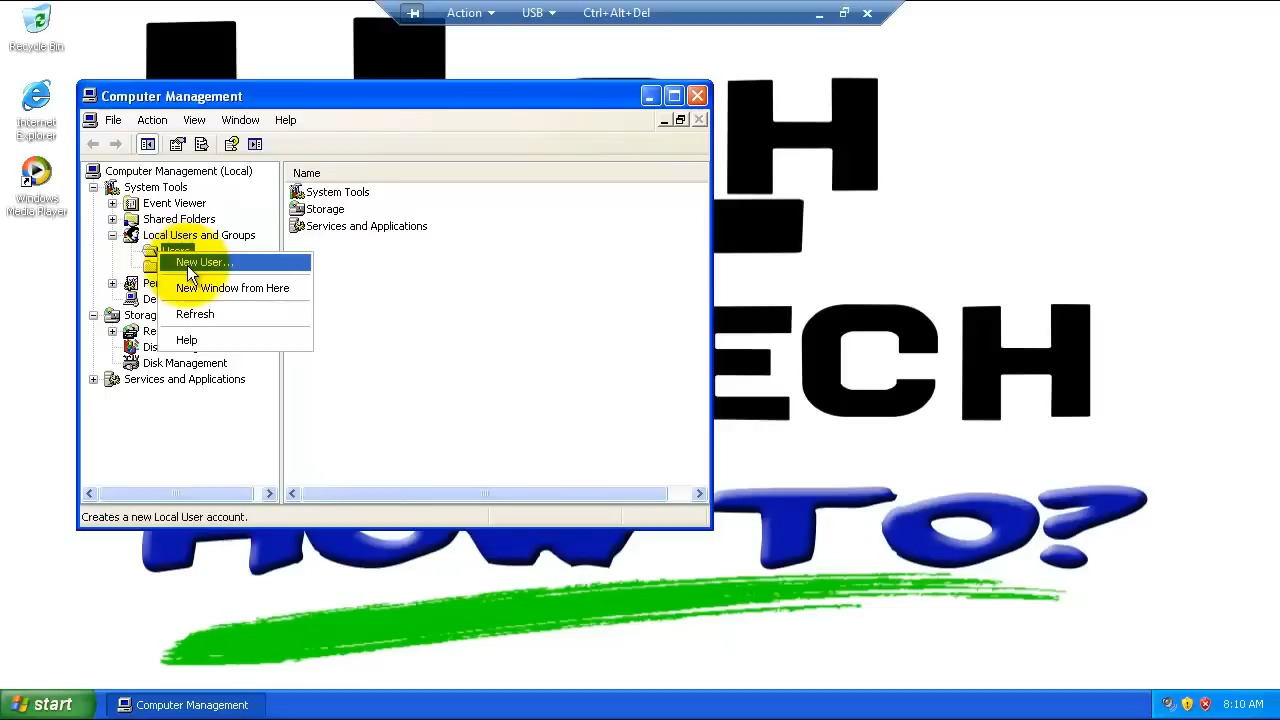 Action
USB
Ctrl+Alt+Del
Recycle Bin
Internet
Explorer
Windows
Media Player
Computer Management
File Action View Window Help
Computer Management (Local)
System Tools
Event Viewer
Shared Folders
Local Users and Groups
Users
New User...
New Window from Here
Refresh
Help
Disk Management
Services and Applications
Name
System Tools
Storage
Services and Applications
Creates a new Local User account.
ECH
HOW TO?
start
Computer Management
8:10 AM